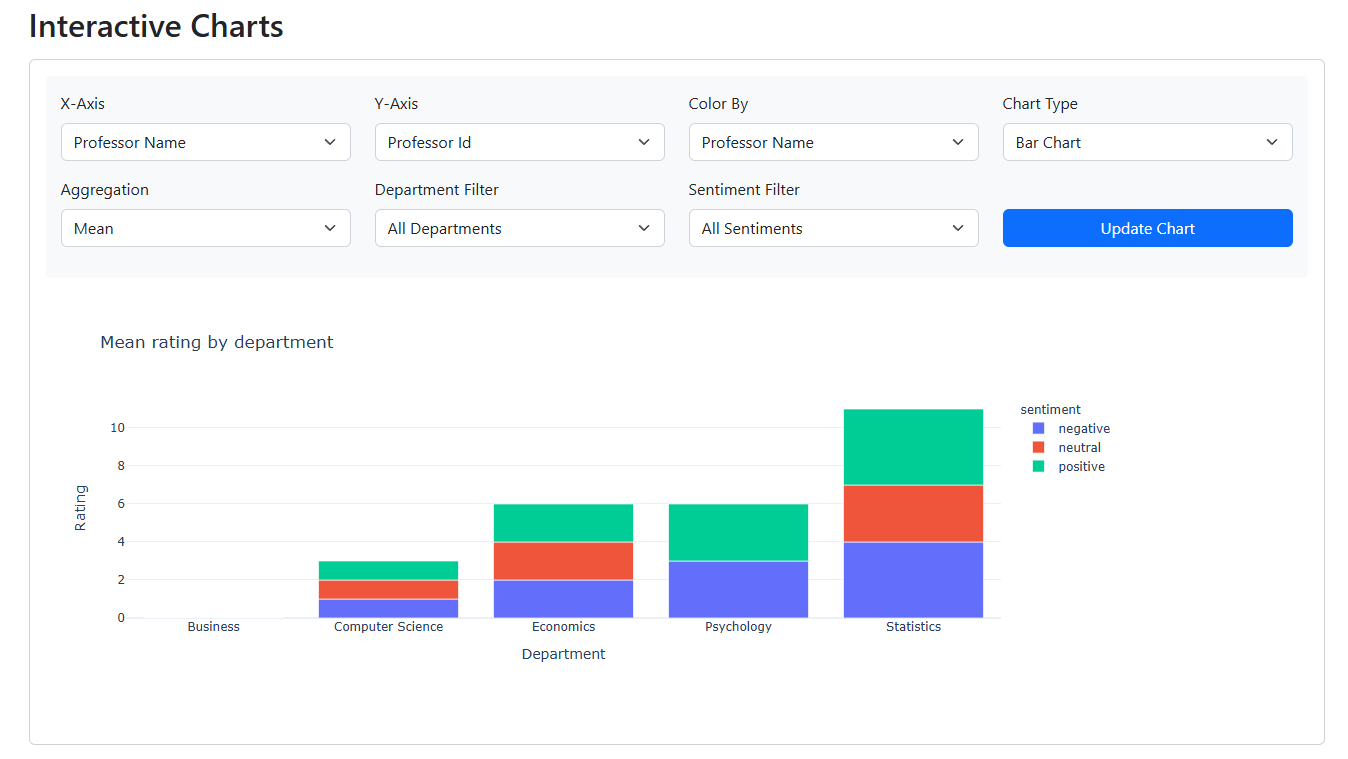 Interactive Charts
X-Axis
Y-Axis
Color By
Chart Type
Professor Name
Professor Id
Professor Name
Bar Chart
Aggregation
Department Filter
Sentiment Filter
Mean
All Departments
All Sentiments
Update Chart
Mean rating by department
sentiment
negative
neutral
positive
10
8
6
4
2
0
Rating
Business
Computer Science
Economics
Psychology
Statistics
Department